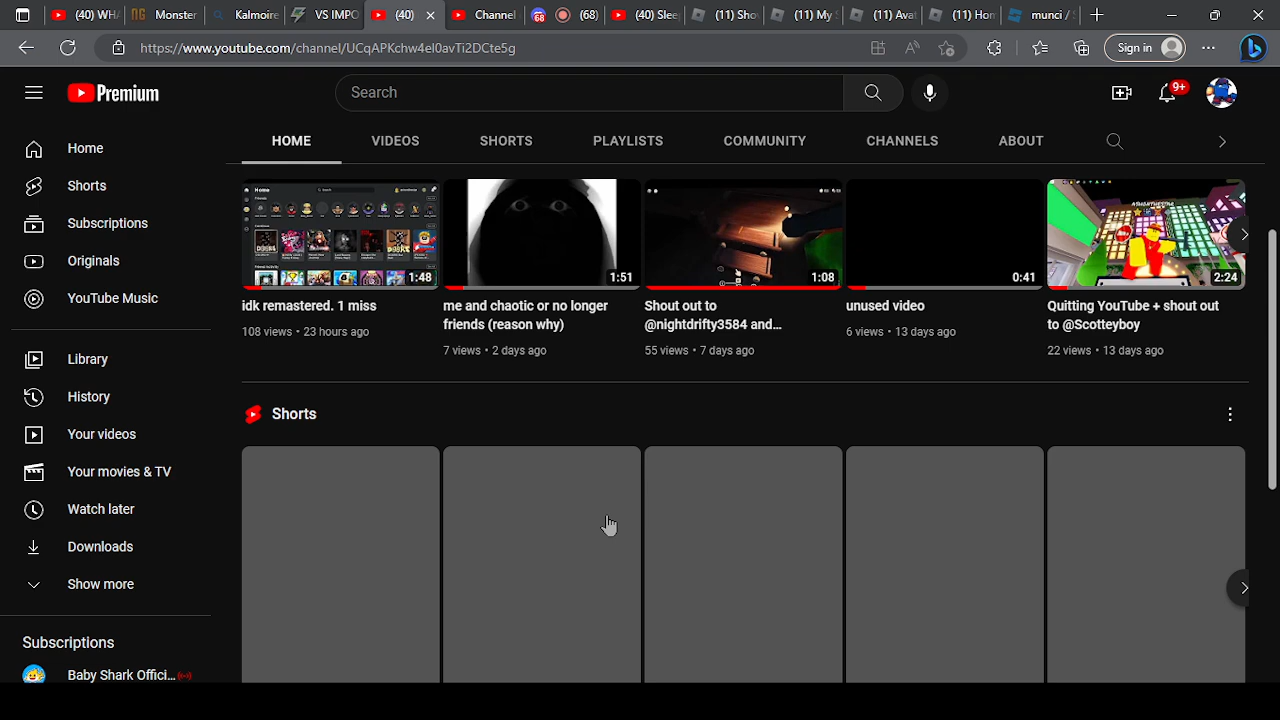 (40) WHA
Monster
Kalmoire
VS IMPO
(40)
Channel
68
(68)
(40) Slee
(11) Sho
(11) My S
(11) Avat
(11) Hom
munci / S
https://www.youtube.com/channel/UCqAPKchw4el0avTi2DCte5g
Sign in
Premium
Search
9+
HOME
VIDEOS
SHORTS
PLAYLISTS
COMMUNITY
CHANNELS
ABOUT
Home
Shorts
Subscriptions
Originals
YouTube Music
Library
History
Your videos
Your movies & TV
Watch later
Downloads
Show more
Subscriptions
Baby Shark Offici...
1:48
idk remastered. 1 miss
108 views • 23 hours ago
1:51
me and chaotic or no longer
friends (reason why)
7 views • 2 days ago
1:08
Shout out to
@nightdrifty3584 and...
55 views • 7 days ago
0:41
unused video
6 views • 13 days ago
2:24
Quitting YouTube + shout out
to @Scotteyboy
22 views • 13 days ago
Shorts